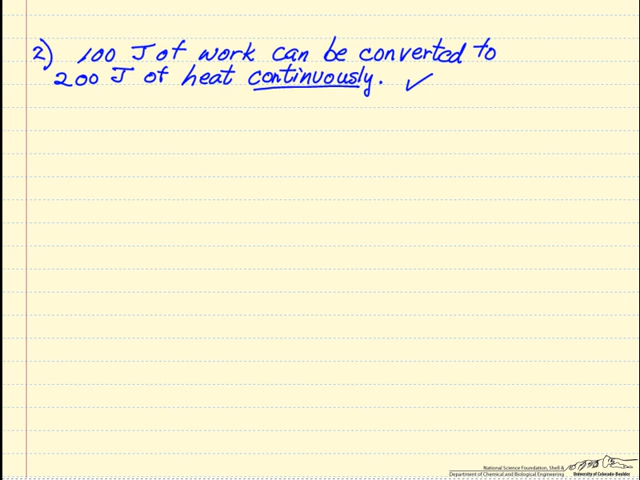 2) 100 J of work can be converted to
200 J of heat continuously. ✓
National Science Foundation, Shell &
Department of Chemical and Biological Engineering
University of Colorado-Boulder